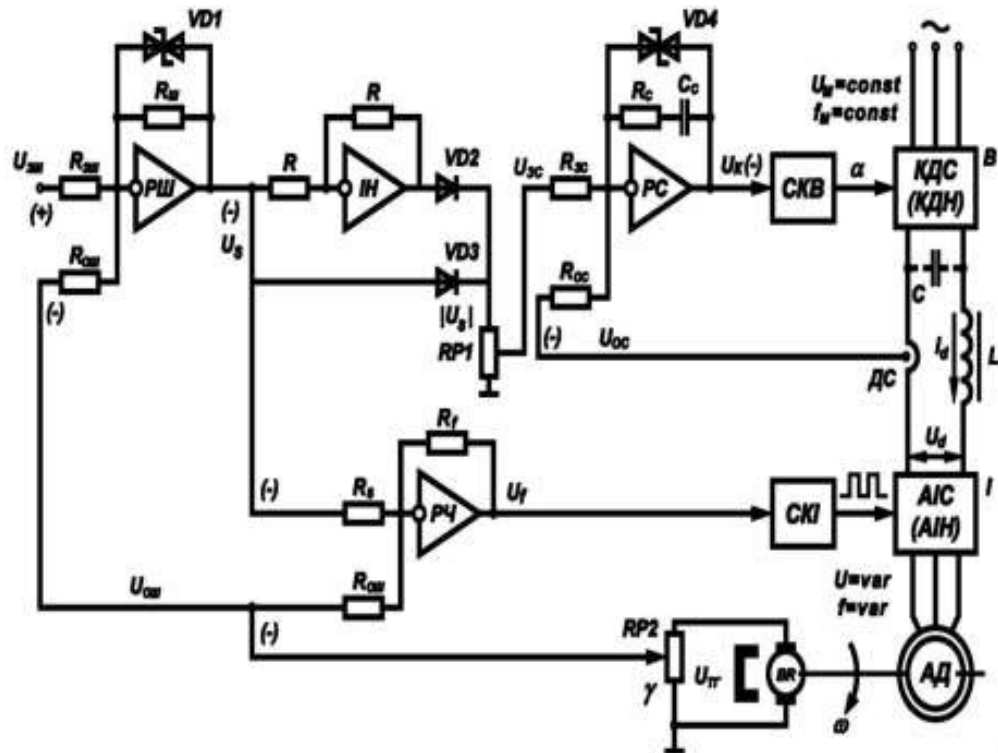 VD1
VD4
~
Rш
R
Rс
Cс
Uм=const
fм=const
Uзш
Rзш
РШ
(+)
R
ІН
VD2
Uзс
Rзс
РС
Uк(-)
СКВ
α
КДС
(КДН)
В
(-)
Us
Rош
(-)
VD3
|Us|
RP1
Rос
(-)
Uос
C
ДС
id
L
Ud
Rf
(-)
Rs
РЧ
Uf
СКІ
АІС
(АІН)
І
Uош
Rош
(-)
U=var
f=var
RP2
γ
Uтг
BR
ω
АД